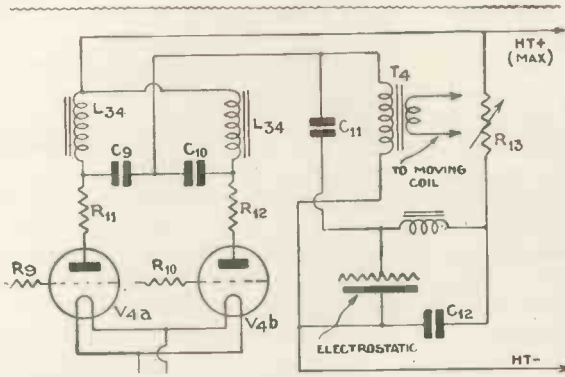 HT+
(MAX)
L34
L34
T4
C9
C10
C11
R13
TO MOVING
COIL
R11
R12
R9
R10
V4a
V4b
C12
ELECTROSTATIC
HT-